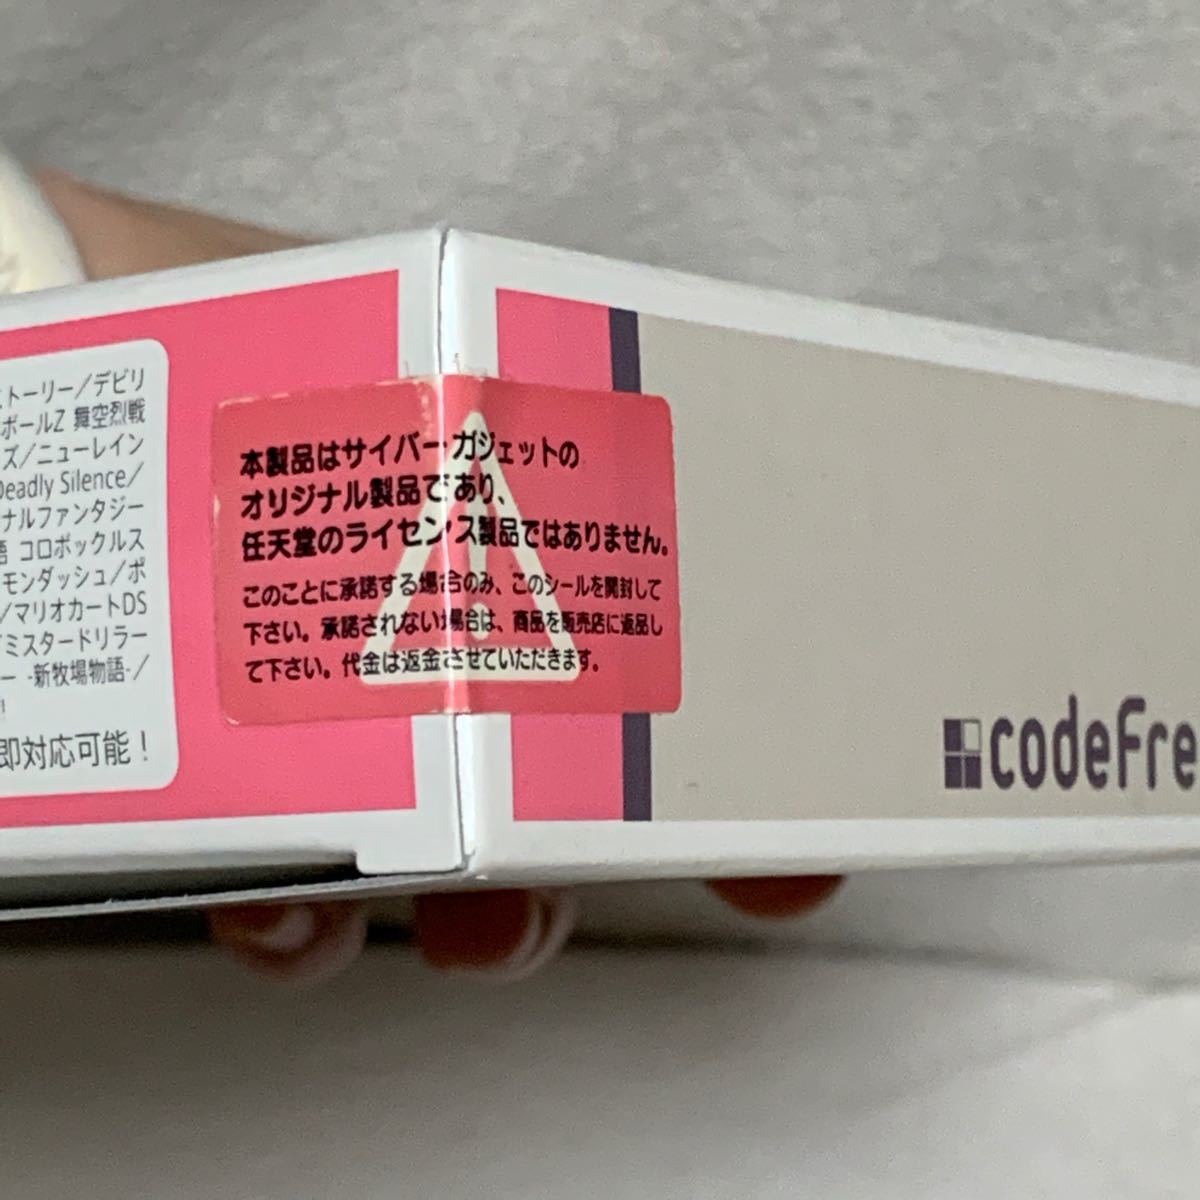 トーリー/デビリ
ボールZ 舞空烈戦
ズ/ニューレイン
Deadly Silence/
ナルファンタジー
語 コロボックルス
モンダッシュ/ポ
/マリオカートDS
ミスタードリラー
ー -新牧場物語-/
即対応可能!
本製品はサイバーガジェットの
オリジナル製品であり、
任天堂のライセンス製品ではありません。
このことに承諾する場合のみ、このシールを開封して
下さい。承諾されない場合は、商品を販売店に返品し
て下さい。代金は返金させていただきます。
codeFre